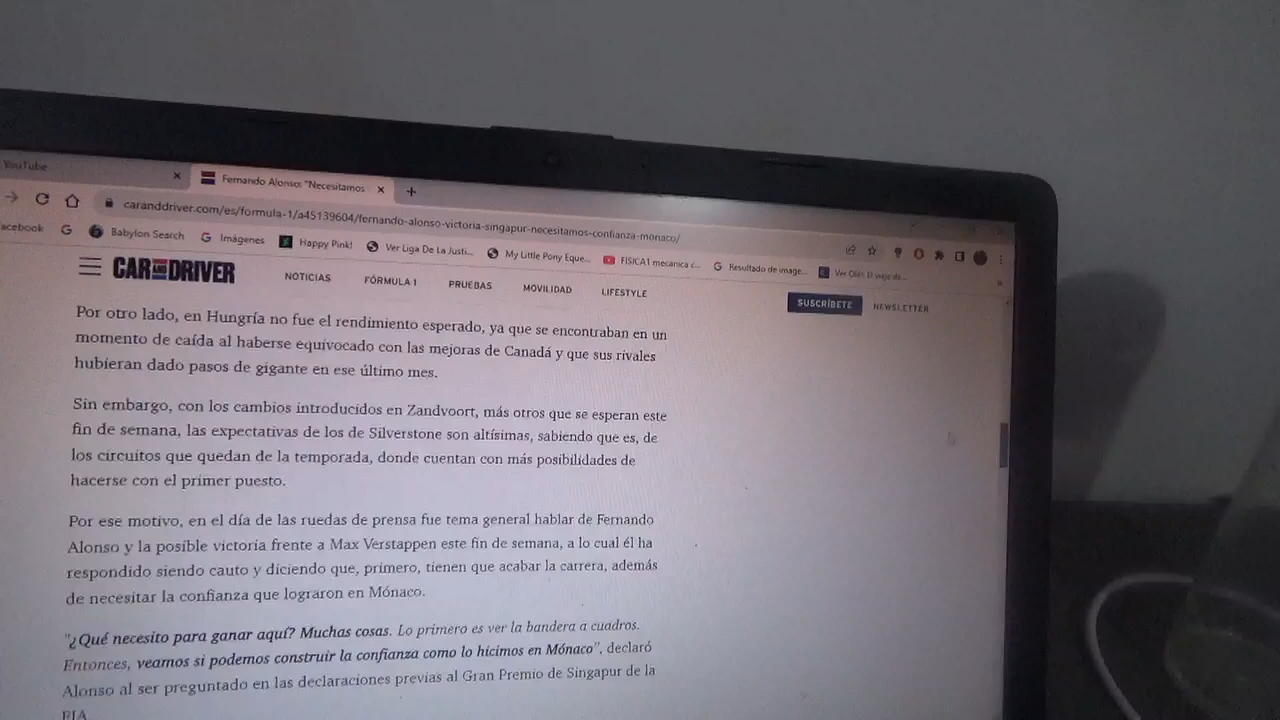 YouTube
Fernando Alonso: "Necesitamos
caranddriver.com/es/formula-1/a45139604/fernando-alonso-victoria-singapur-necesitamos-confianza-monaco/
acebook
Babylon Search
Imágenes
Happy Pink!
Ver Liga De La Justi...
My Little Pony Eque...
FISICA1 mecanica c...
Resultado de image...
Ver Olé!
CAR AND DRIVER
NOTICIAS
FÓRMULA 1
PRUEBAS
MOVILIDAD
LIFESTYLE
SUSCRÍBETE
NEWSLETTER
Por otro lado, en Hungría no fue el rendimiento esperado, ya que se encontraban en un
momento de caída al haberse equivocado con las mejoras de Canadá y que sus rivales
hubieran dado pasos de gigante en ese último mes.
Sin embargo, con los cambios introducidos en Zandvoort, más otros que se esperan este
fin de semana, las expectativas de los de Silverstone son altísimas, sabiendo que es, de
los circuitos que quedan de la temporada, donde cuentan con más posibilidades de
hacerse con el primer puesto.
Por ese motivo, en el día de las ruedas de prensa fue tema general hablar de Fernando
Alonso y la posible victoria frente a Max Verstappen este fin de semana, a lo cual él ha
respondido siendo cauto y diciendo que, primero, tienen que acabar la carrera, además
de necesitar la confianza que lograron en Mónaco.
"¿Qué necesito para ganar aquí? Muchas cosas. Lo primero es ver la bandera a cuadros.
Entonces, veamos si podemos construir la confianza como lo hicimos en Mónaco", declaró
Alonso al ser preguntado en las declaraciones previas al Gran Premio de Singapur de la
FIA